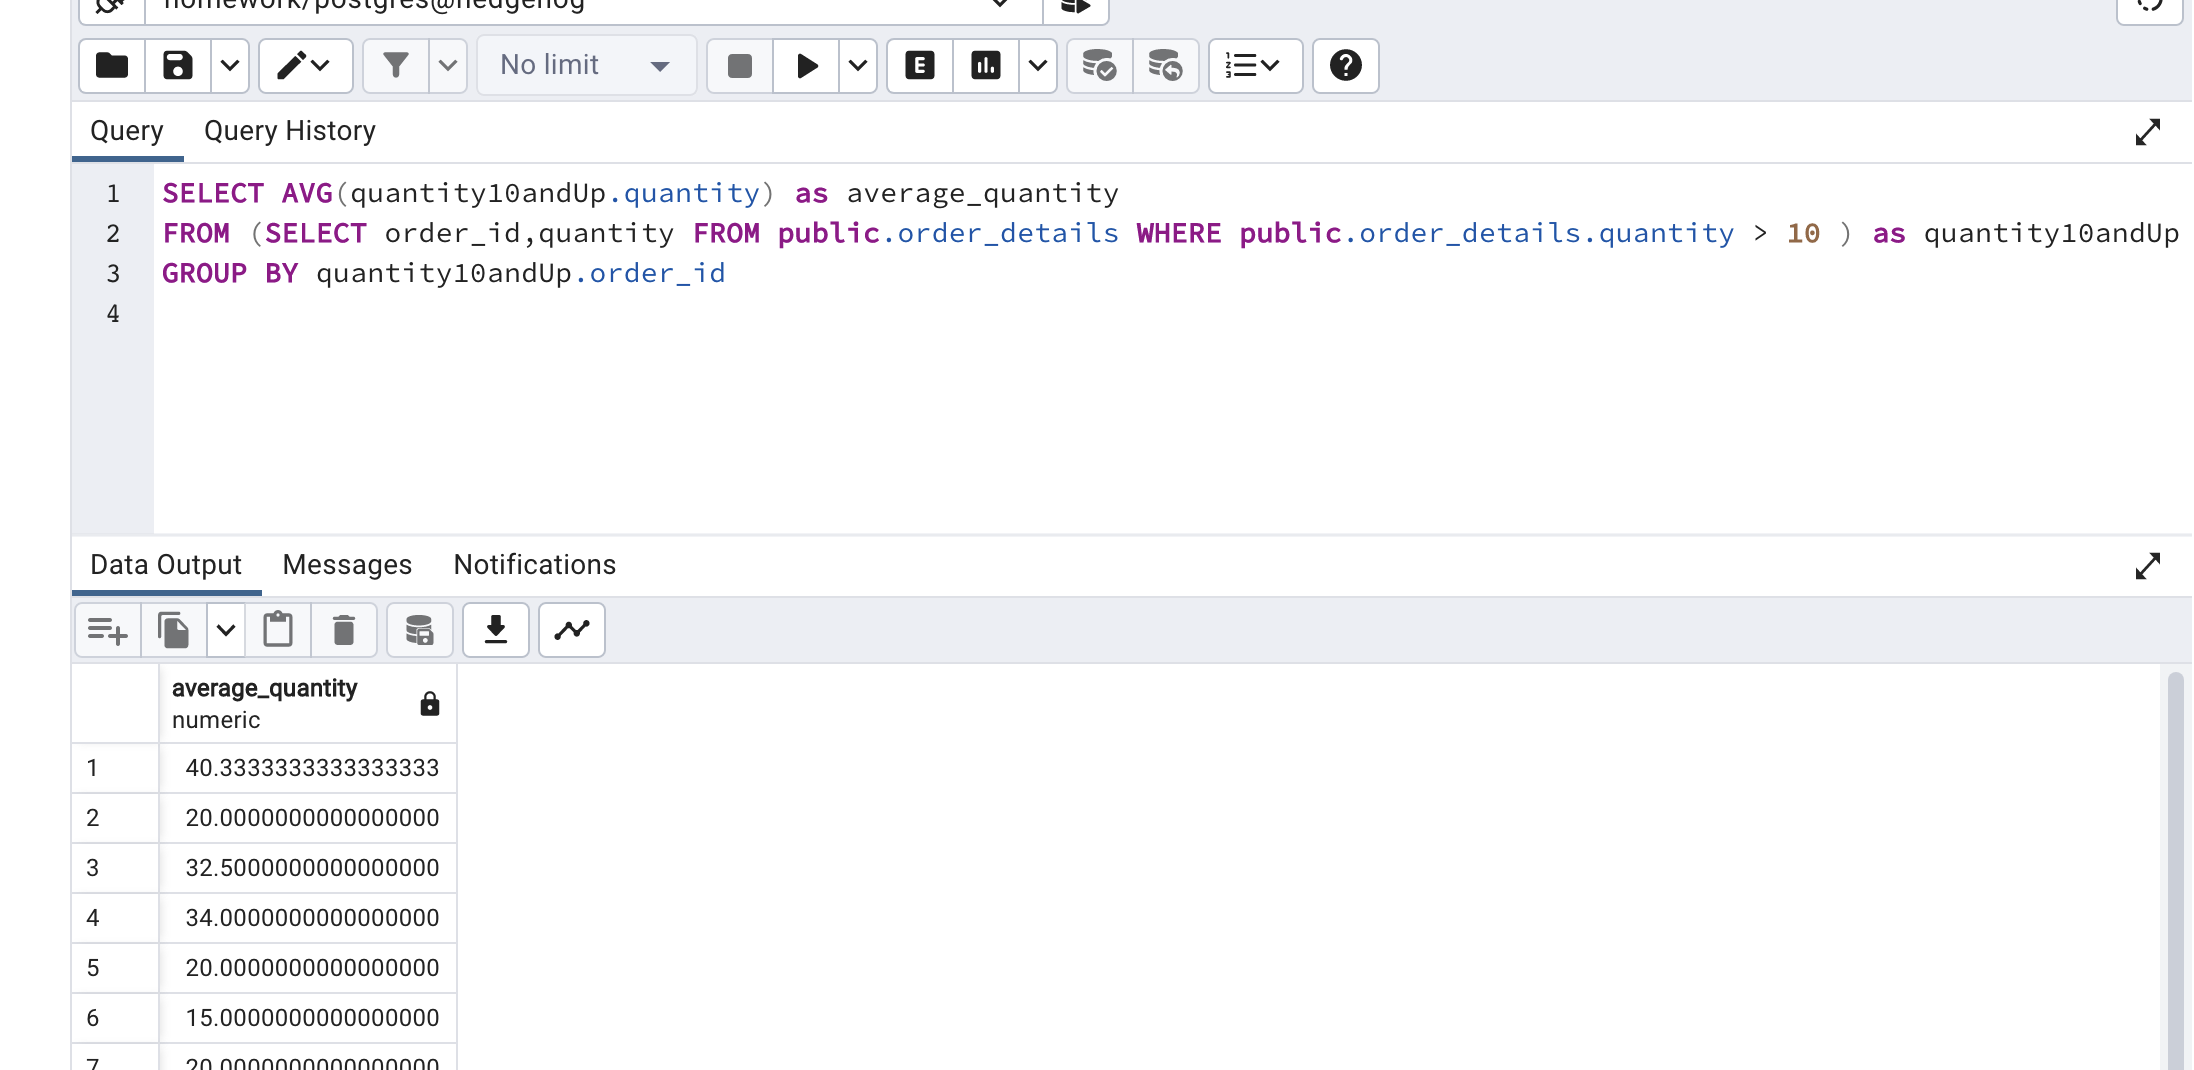 homework/postgres@hedgehog
No limit
E
Query Query History
1 SELECT AVG(quantity10andUp.quantity) as average_quantity
2 FROM (SELECT order_id,quantity FROM public.order_details WHERE public.order_details.quantity > 10 ) as quantity10andUp
3 GROUP BY quantity10andUp.order_id
4
Data Output Messages Notifications
average_quantity
numeric
1 40.3333333333333333
2 20.0000000000000000
3 32.5000000000000000
4 34.0000000000000000
5 20.0000000000000000
6 15.0000000000000000
7 20.0000000000000000